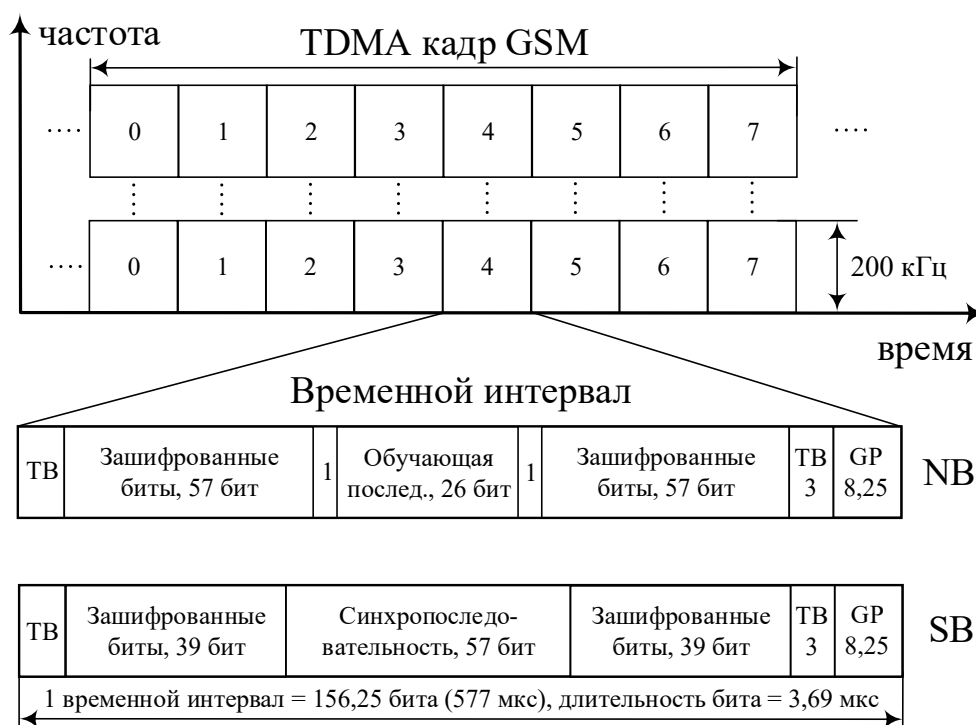 частота
TDMA кадр GSM
.... 0 1 2 3 4 5 6 7 ....
.... 0 1 2 3 4 5 6 7
200 кГц
время
Временной интервал
TB Зашифрованные биты, 57 бит 1 Обучающая послед., 26 бит 1 Зашифрованные биты, 57 бит TB 3 GP 8,25 NB
TB Зашифрованные биты, 39 бит Синхропоследо-вательность, 57 бит Зашифрованные биты, 39 бит TB 3 GP 8,25 SB
1 временной интервал = 156,25 бита (577 мкс), длительность бита = 3,69 мкс